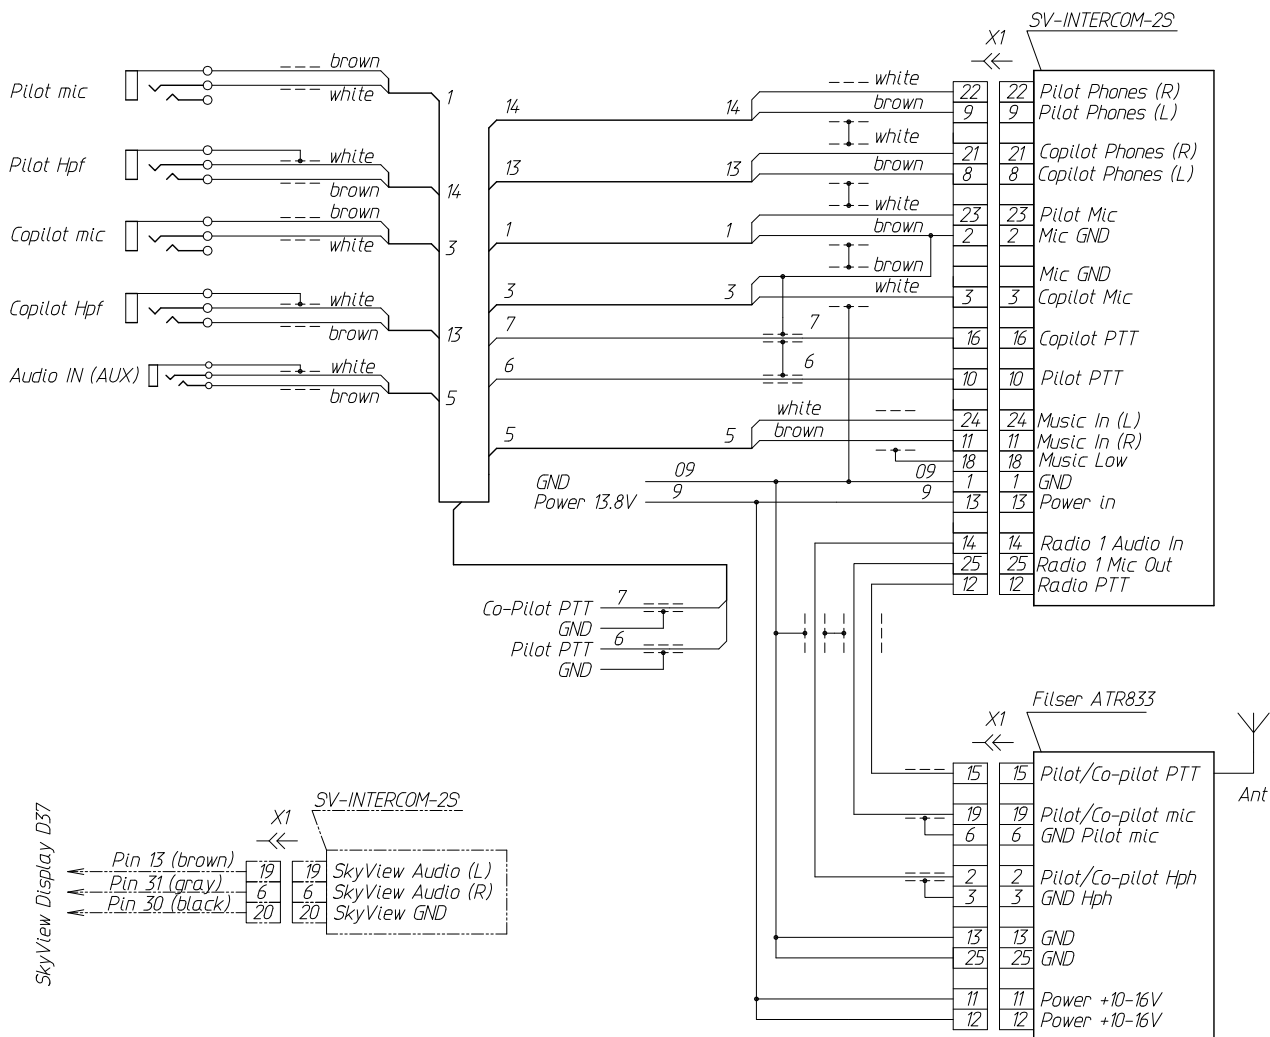 SV-INTERCOM-2S
X1
Pilot mic
brown
white
1
Pilot Hpf
white
brown
14
Copilot mic
brown
white
3
Copilot Hpf
white
brown
13
Audio IN (AUX)
white
brown
5
14 14 white 22 22 Pilot Phones (R)
brown 9 9 Pilot Phones (L)
13 13 white 21 21 Copilot Phones (R)
brown 8 8 Copilot Phones (L)
1 1 white 23 23 Pilot Mic
brown 2 2 Mic GND
brown Mic GND
3 3 white 3 3 Copilot Mic
7 7 16 16 Copilot PTT
6 6 10 10 Pilot PTT
white 24 24 Music In (L)
5 5 brown 11 11 Music In (R)
18 18 Music Low
GND 09 09 1 1 GND
Power 13.8V 9 9 13 13 Power in
14 14 Radio 1 Audio In
25 25 Radio 1 Mic Out
12 12 Radio PTT
Co-Pilot PTT 7
GND
Pilot PTT 6
GND
Filser ATR833
X1
15 15 Pilot/Co-pilot PTT
Ant
19 19 Pilot/Co-pilot mic
6 6 GND Pilot mic
2 2 Pilot/Co-pilot Hph
3 3 GND Hph
13 13 GND
25 25 GND
11 11 Power +10-16V
12 12 Power +10-16V
SV-INTERCOM-2S
X1
SkyView Display D37
Pin 13 (brown) 19 19 SkyView Audio (L)
Pin 31 (gray) 6 6 SkyView Audio (R)
Pin 30 (black) 20 20 SkyView GND